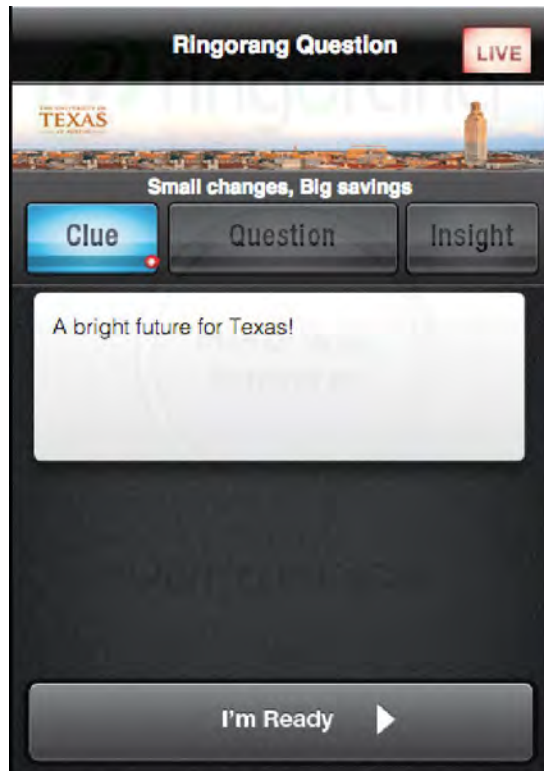 Ringorang Question
LIVE
THE UNIVERSITY OF
TEXAS
AT AUSTIN
Small changes, Big savings
Clue
Question
Insight
A bright future for Texas!
I'm Ready